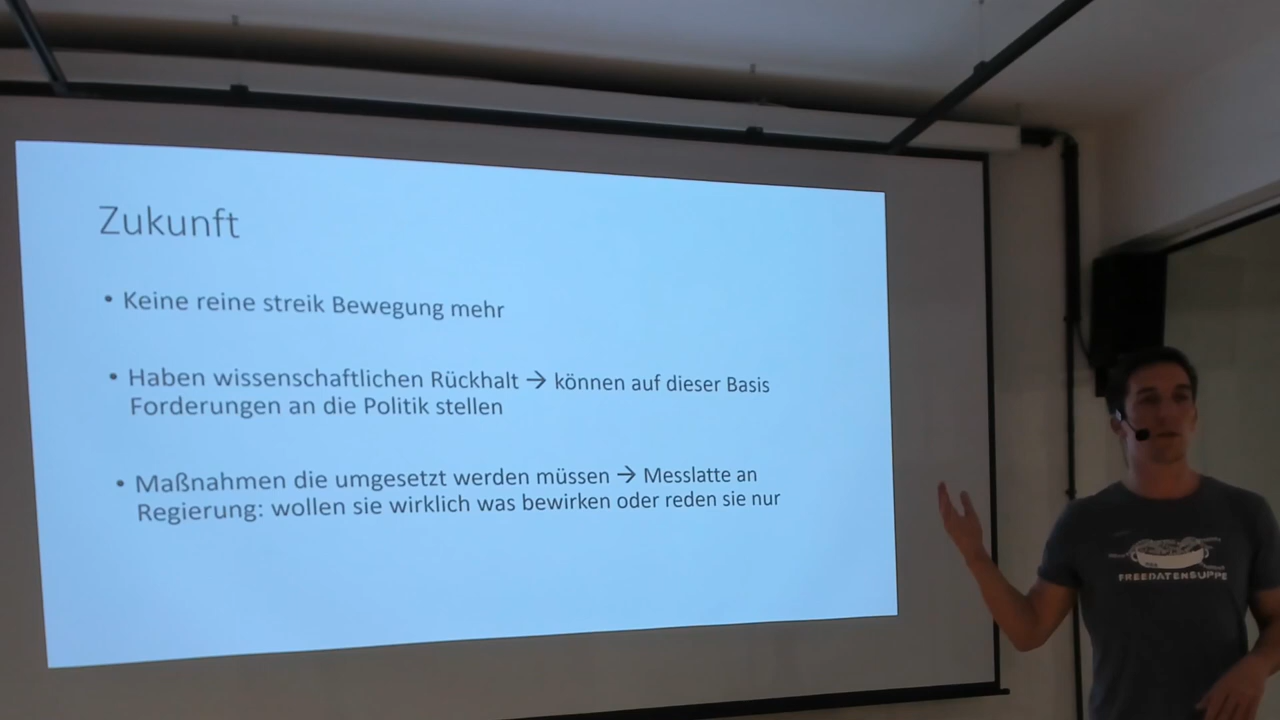 Zukunft
• Keine reine streik Bewegung mehr
• Haben wissenschaftlichen Rückhalt → können auf dieser Basis
Forderungen an die Politik stellen
• Maßnahmen die umgesetzt werden müssen → Messlatte an
Regierung: wollen sie wirklich was bewirken oder reden sie nur
FREEDATENSUPPE